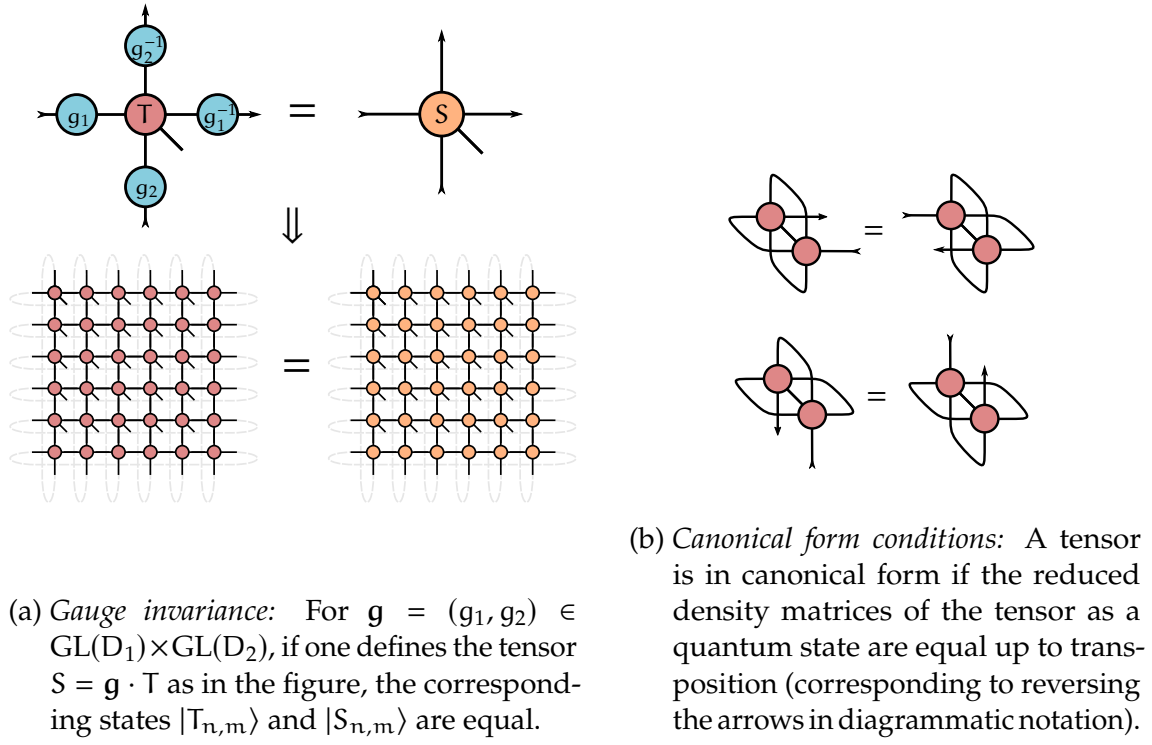 g₂⁻¹
g₁ T g₁⁻¹ = S
g₂
⇓
=
=
=
(a) Gauge invariance: For 𝐠 = (g₁, g₂) ∈
GL(D₁)×GL(D₂), if one defines the tensor
S = 𝐠 · T as in the figure, the correspond-
ing states |Tₙ,ₘ⟩ and |Sₙ,ₘ⟩ are equal.
(b) Canonical form conditions: A tensor
is in canonical form if the reduced
density matrices of the tensor as a
quantum state are equal up to trans-
position (corresponding to reversing
the arrows in diagrammatic notation).